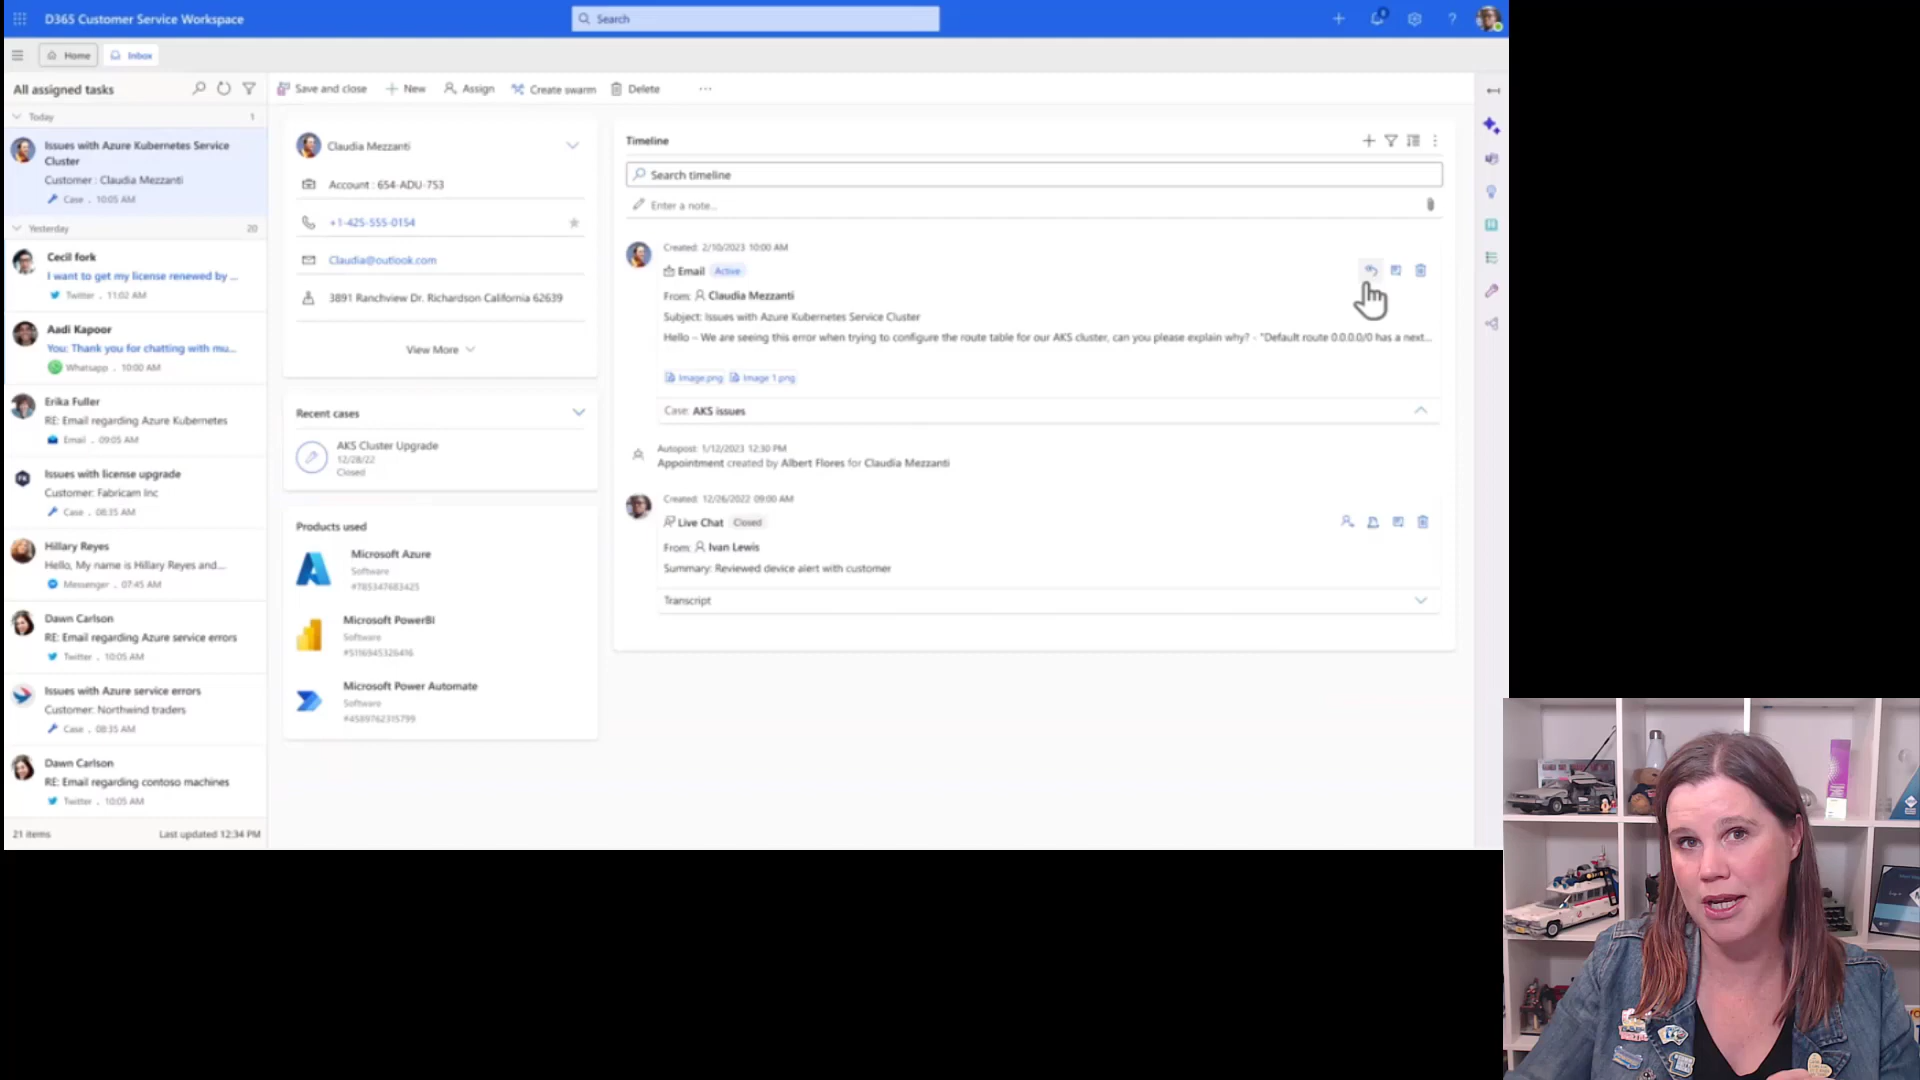 D365 Customer Service Workspace
Search
Home
Inbox
All assigned tasks
Today
1
Issues with Azure Kubernetes Service
Cluster
Customer : Claudia Mezzanti
Case . 10:05 AM
Yesterday
20
Cecil fork
I want to get my license renewed by ...
Twitter . 11:02 AM
Aadi Kapoor
You: Thank you for chatting with mu...
Whatsapp . 10:00 AM
Erika Fuller
RE: Email regarding Azure Kubernetes
Email . 09:05 AM
Issues with license upgrade
Customer: Fabricam Inc
Case . 08:35 AM
Hillary Reyes
Hello, My name is Hillary Reyes and...
Messenger . 07:45 AM
Dawn Carlson
RE: Email regarding Azure service errors
Twitter . 10:05 AM
Issues with Azure service errors
Customer: Northwind traders
Case . 08:35 AM
Dawn Carlson
RE: Email regarding contoso machines
Twitter . 10:05 AM
21 items
Last updated 12:34 PM
Save and close
New
Assign
Create swarm
Delete
Claudia Mezzanti
Account : 654-ADU-753
+1-425-555-0154
Claudia@outlook.com
3891 Ranchview Dr. Richardson California 62639
View More
Recent cases
AKS Cluster Upgrade
12/28/22
Closed
Products used
Microsoft Azure
Software
#785347683425
Microsoft PowerBI
Software
#5116945326416
Microsoft Power Automate
Software
#4589762315799
Timeline
Search timeline
Enter a note...
Created: 2/10/2023 10:00 AM
Email Active
From: Claudia Mezzanti
Subject: Issues with Azure Kubernetes Service Cluster
Hello – We are seeing this error when trying to configure the route table for our AKS cluster, can you please explain why? - "Default route 0.0.0.0/0 has a next...
Image.png Image 1.png
Case: AKS issues
Autopost: 1/12/2023 12:30 PM
Appointment created by Albert Flores for Claudia Mezzanti
Created: 12/26/2022 09:00 AM
Live Chat Closed
From: Ivan Lewis
Summary: Reviewed device alert with customer
Transcript